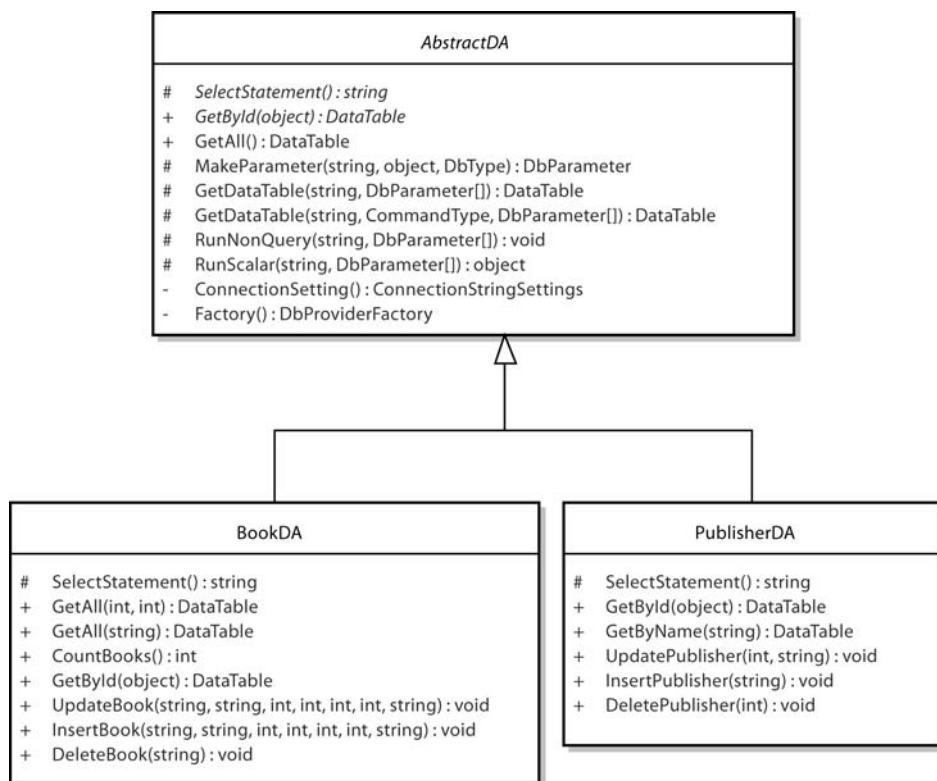 AbstractDA
# SelectStatement() : string
+ GetById(object) : DataTable
+ GetAll() : DataTable
# MakeParameter(string, object, DbType) : DbParameter
# GetDataTable(string, DbParameter[]) : DataTable
# GetDataTable(string, CommandType, DbParameter[]) : DataTable
# RunNonQuery(string, DbParameter[]) : void
# RunScalar(string, DbParameter[]) : object
- ConnectionSetting() : ConnectionStringSettings
- Factory() : DbProviderFactory
BookDA
# SelectStatement() : string
+ GetAll(int, int) : DataTable
+ GetAll(string) : DataTable
+ CountBooks() : int
+ GetById(object) : DataTable
+ UpdateBook(string, string, int, int, int, int, string) : void
+ InsertBook(string, string, int, int, int, int, string) : void
+ DeleteBook(string) : void
PublisherDA
# SelectStatement() : string
+ GetById(object) : DataTable
+ GetByName(string) : DataTable
+ UpdatePublisher(int, string) : void
+ InsertPublisher(string) : void
+ DeletePublisher(int) : void